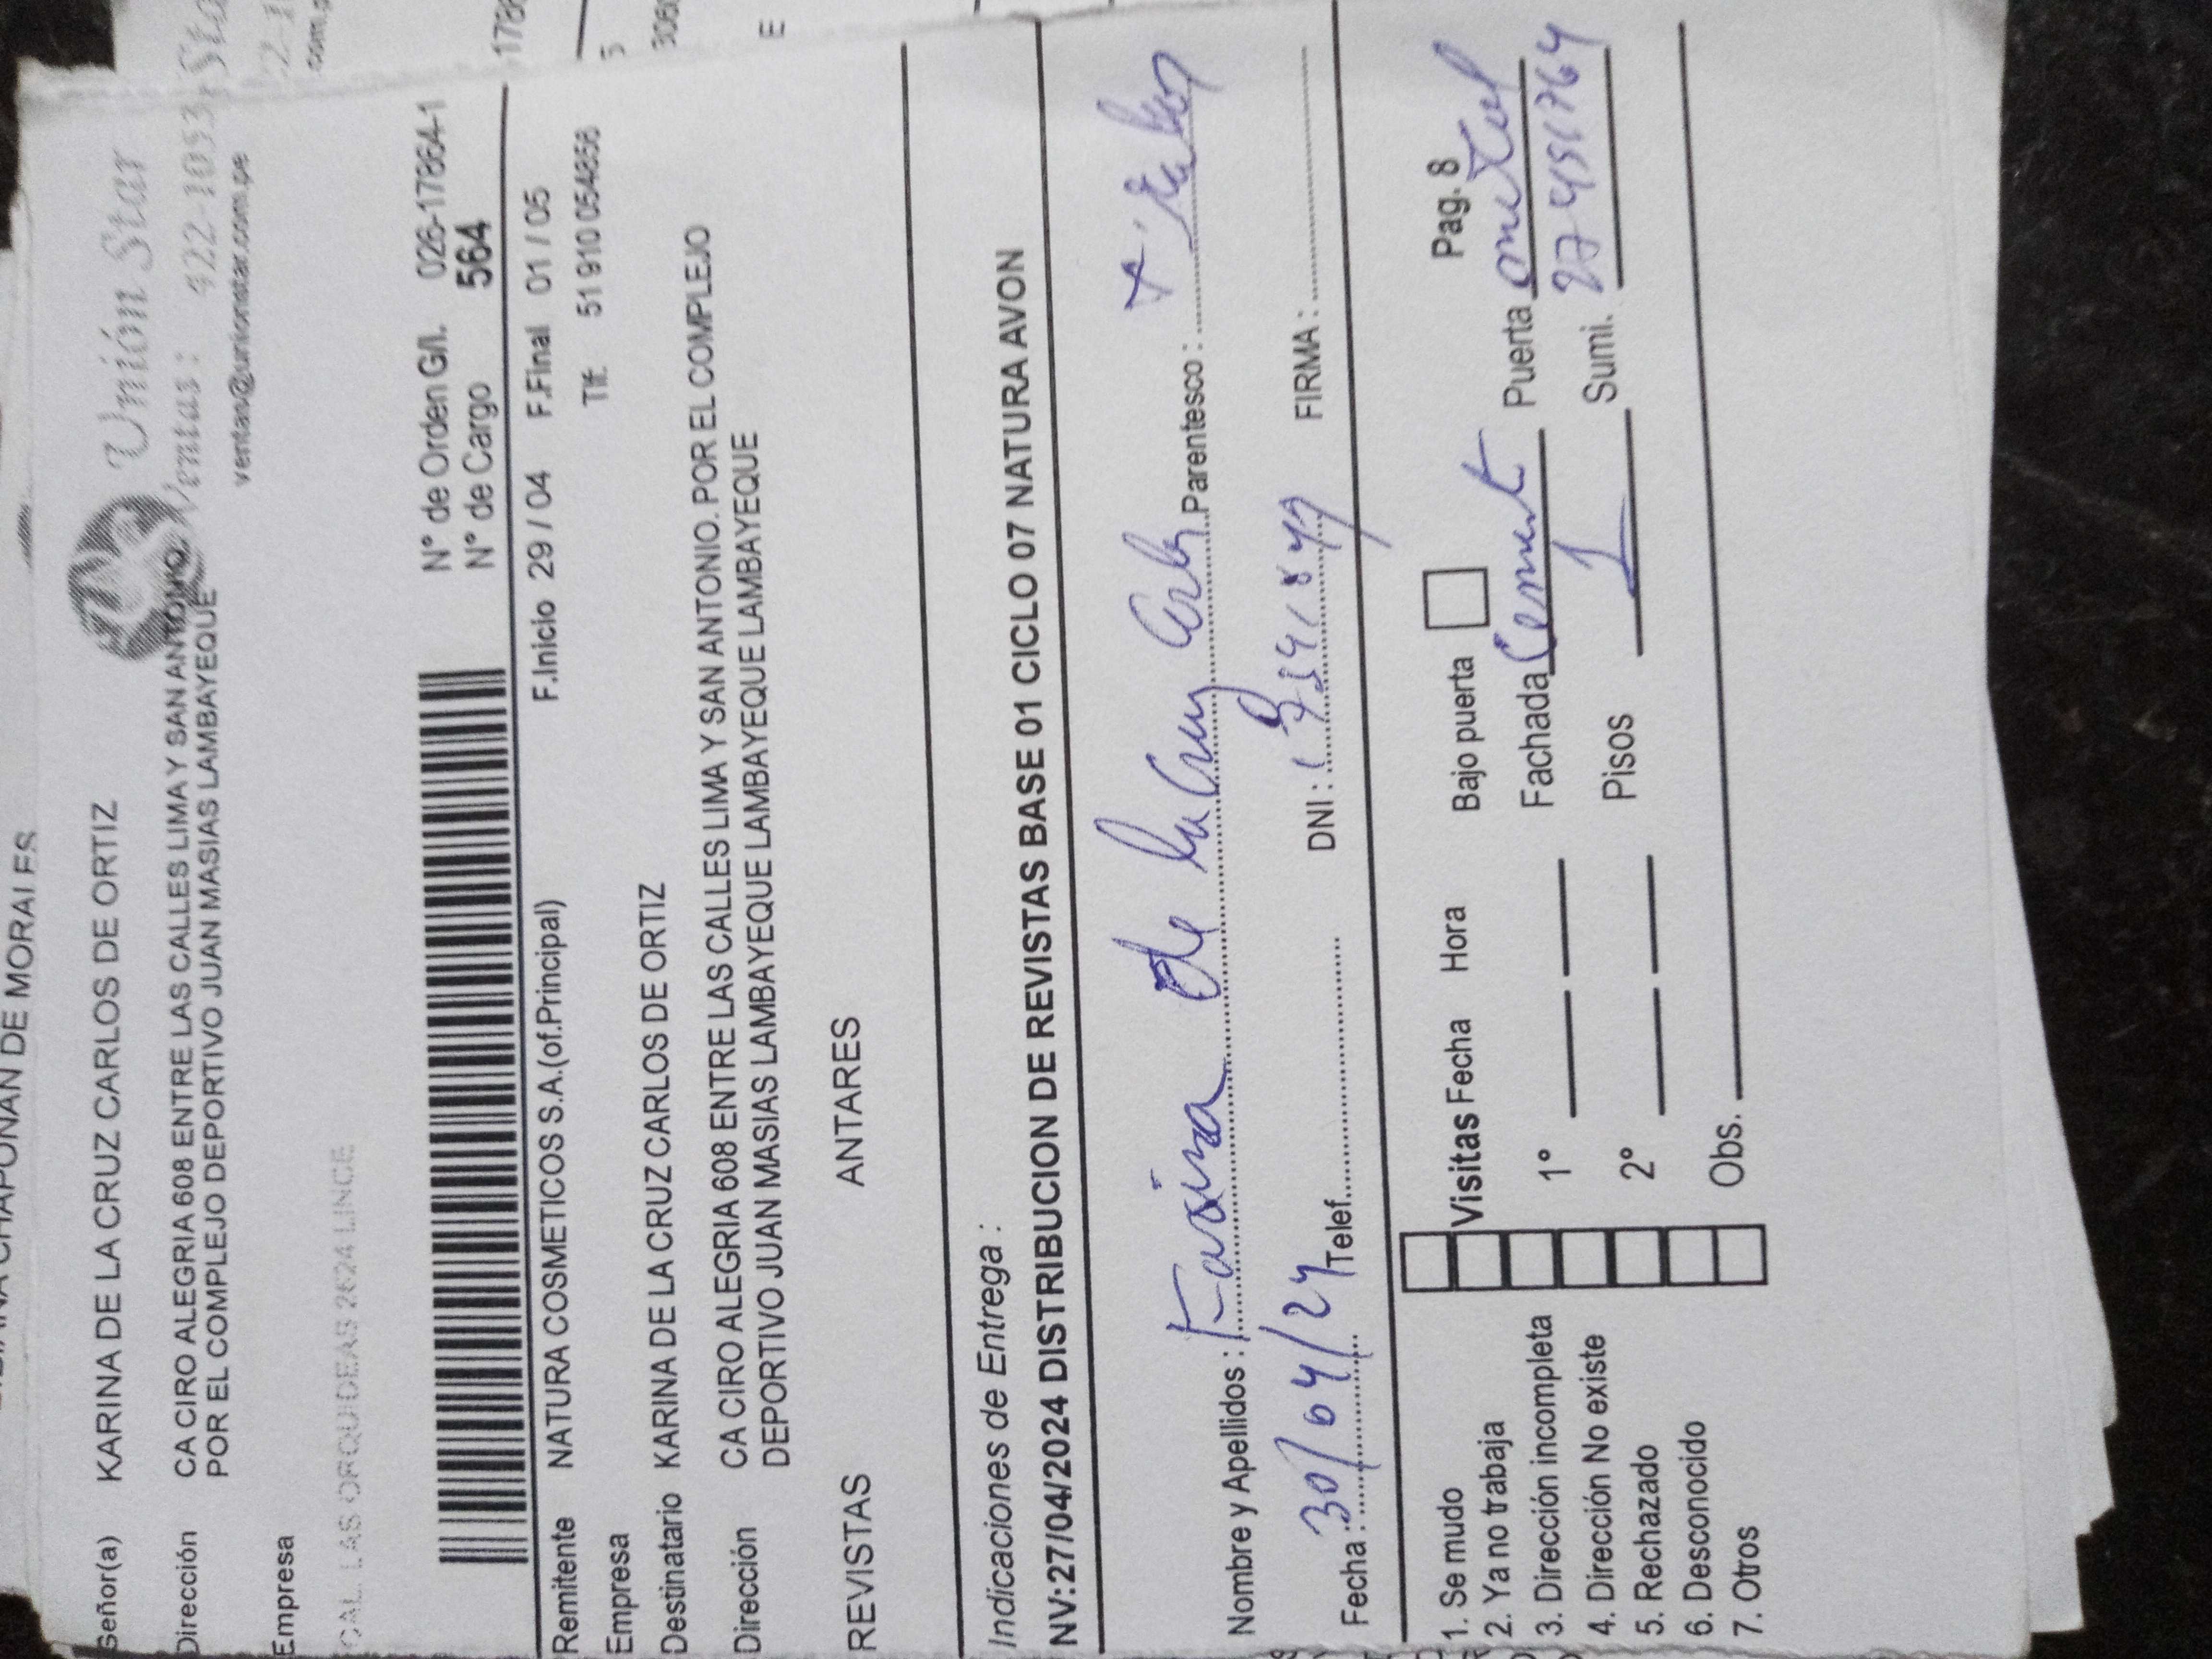 DE MORALES
Unión Star
Ventas : 422-1053
ventas@unionstar.com.pe
Señor(a) KARINA DE LA CRUZ CARLOS DE ORTIZ
Dirección CA CIRO ALEGRIA 608 ENTRE LAS CALLES LIMA Y SAN ANTONIO.
POR EL COMPLEJO DEPORTIVO JUAN MASIAS LAMBAYEQUE
Empresa
CAL. LAS ORQUIDEAS 2624 LINCE
N° de Orden G/l. 026-17864-1
N° de Cargo 564
F.Inicio 29 / 04 F.Final 01 / 05
Remitente NATURA COSMETICOS S.A.(of.Principal)
Empresa Tlf. 51 910 054856
Destinatario KARINA DE LA CRUZ CARLOS DE ORTIZ
Dirección CA CIRO ALEGRIA 608 ENTRE LAS CALLES LIMA Y SAN ANTONIO. POR EL COMPLEJO
DEPORTIVO JUAN MASIAS LAMBAYEQUE LAMBAYEQUE LAMBAYEQUE
REVISTAS ANTARES
Indicaciones de Entrega :
NV:27/04/2024 DISTRIBUCION DE REVISTAS BASE 01 CICLO 07 NATURA AVON
Nombre y Apellidos : Karina de la Cruz Parentesco :
Fecha : 30/04/24 Telef. DNI : FIRMA :
1. Se mudo
2. Ya no trabaja
3. Dirección incompleta
4. Dirección No existe
5. Rechazado
6. Desconocido
7. Otros
Visitas Fecha Hora Bajo puerta Pag. 8
1° Fachada Cement Puerta
2° Pisos 1 Sumi.
Obs.